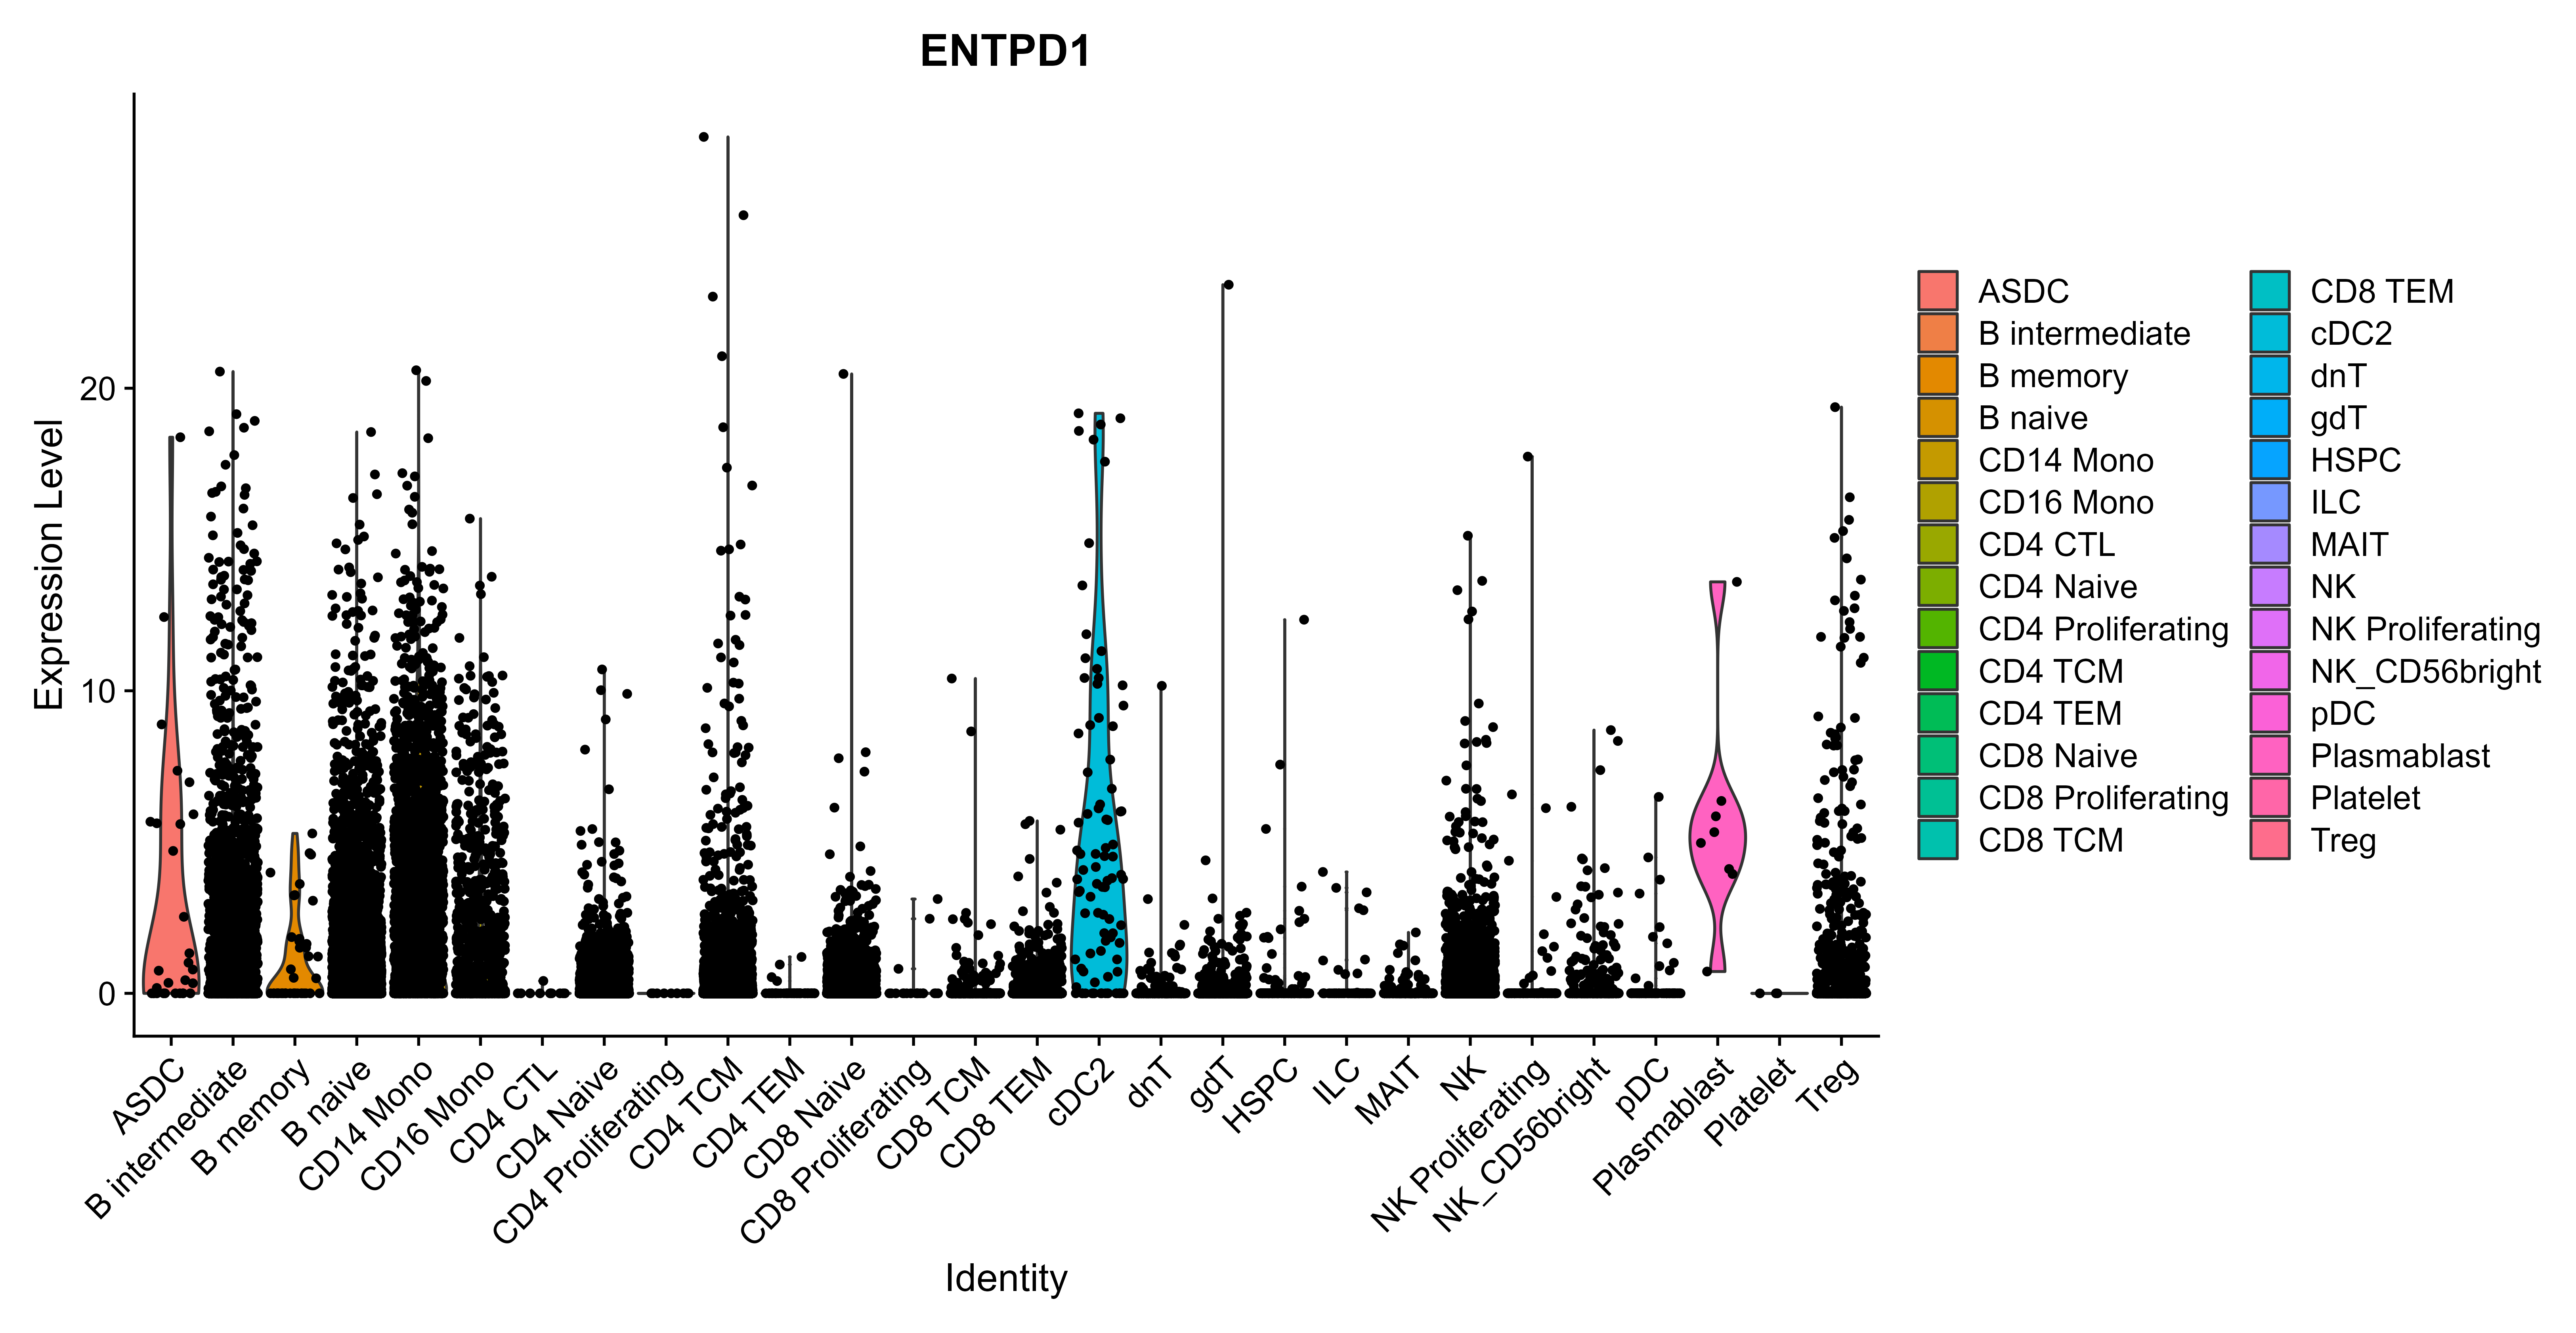 ENTPD1
Expression Level
20
10
0
ASDC
B intermediate
B memory
B naive
CD14 Mono
CD16 Mono
CD4 CTL
CD4 Naive
CD4 Proliferating
CD4 TCM
CD4 TEM
CD8 Naive
CD8 Proliferating
CD8 TCM
CD8 TEM
cDC2
dnT
gdT
HSPC
ILC
MAIT
NK
NK Proliferating
NK_CD56bright
pDC
Plasmablast
Platelet
Treg
Identity
ASDC
B intermediate
B memory
B naive
CD14 Mono
CD16 Mono
CD4 CTL
CD4 Naive
CD4 Proliferating
CD4 TCM
CD4 TEM
CD8 Naive
CD8 Proliferating
CD8 TCM
CD8 TEM
cDC2
dnT
gdT
HSPC
ILC
MAIT
NK
NK Proliferating
NK_CD56bright
pDC
Plasmablast
Platelet
Treg